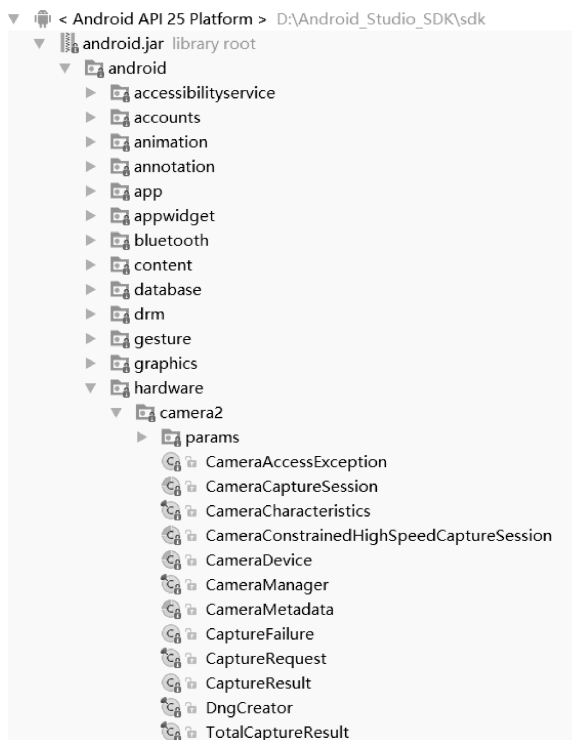 < Android API 25 Platform > D:\Android_Studio_SDK\sdk
android.jar library root
android
accessibilityservice
accounts
animation
annotation
app
appwidget
bluetooth
content
database
drm
gesture
graphics
hardware
camera2
params
CameraAccessException
CameraCaptureSession
CameraCharacteristics
CameraConstrainedHighSpeedCaptureSession
CameraDevice
CameraManager
CameraMetadata
CaptureFailure
CaptureRequest
CaptureResult
DngCreator
TotalCaptureResult